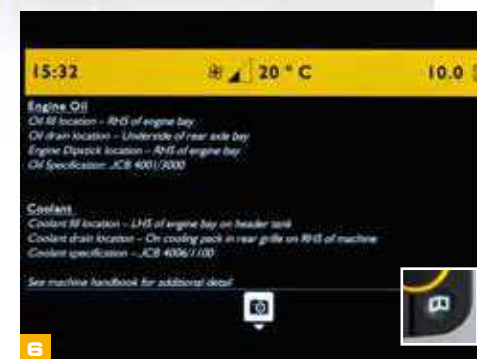 15:32 20 ° C 10.0
Engine Oil
Oil fill location – RHS of engine bay
Oil drain location – Underside of rear axle bay
Engine Dipstick location – RHS of engine bay
Oil Specification: JCB 4001/3000
Coolant
Coolant fill location – LHS of engine bay on header tank
Coolant drain location – On cooling pack in rear grille on RHS of machine
Coolant specification – JCB 4006/1100
See machine handbook for additional detail
6